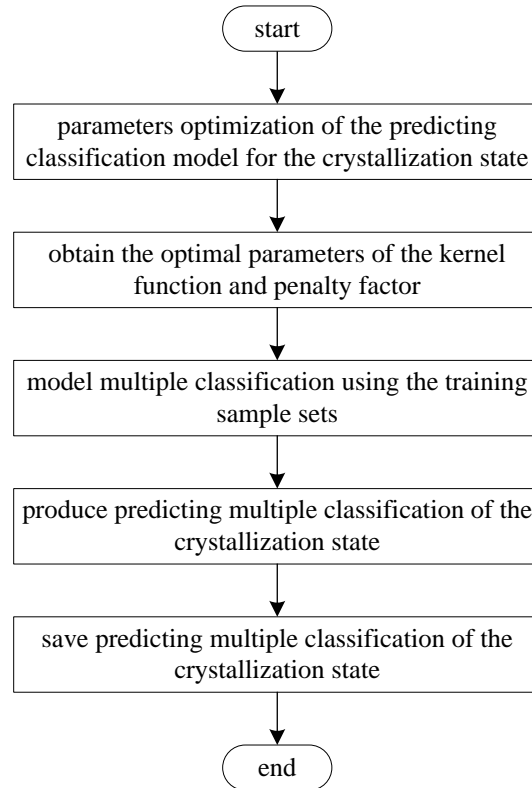 start
parameters optimization of the predicting
classification model for the crystallization state
obtain the optimal parameters of the kernel
function and penalty factor
model multiple classification using the training
sample sets
produce predicting multiple classification of the
crystallization state
save predicting multiple classification of the
crystallization state
end